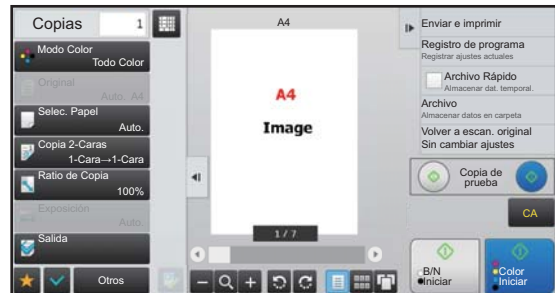 Copias 1
Modo Color
Todo Color
Original
Auto. A4
Selec. Papel
Auto.
Copia 2-Caras
1-Cara→1-Cara
Ratio de Copia
100%
Exposición
Auto.
Salida
Otros
A4
A4
Image
1 / 7
Enviar e imprimir
Registro de programa
Registrar ajustes actuales
Archivo Rápido
Almacenar dat. temporal.
Archivo
Almacenar datos en carpeta
Volver a escan. original
Sin cambiar ajustes
Copia de
prueba
CA
B/N
Iniciar
Color
Iniciar